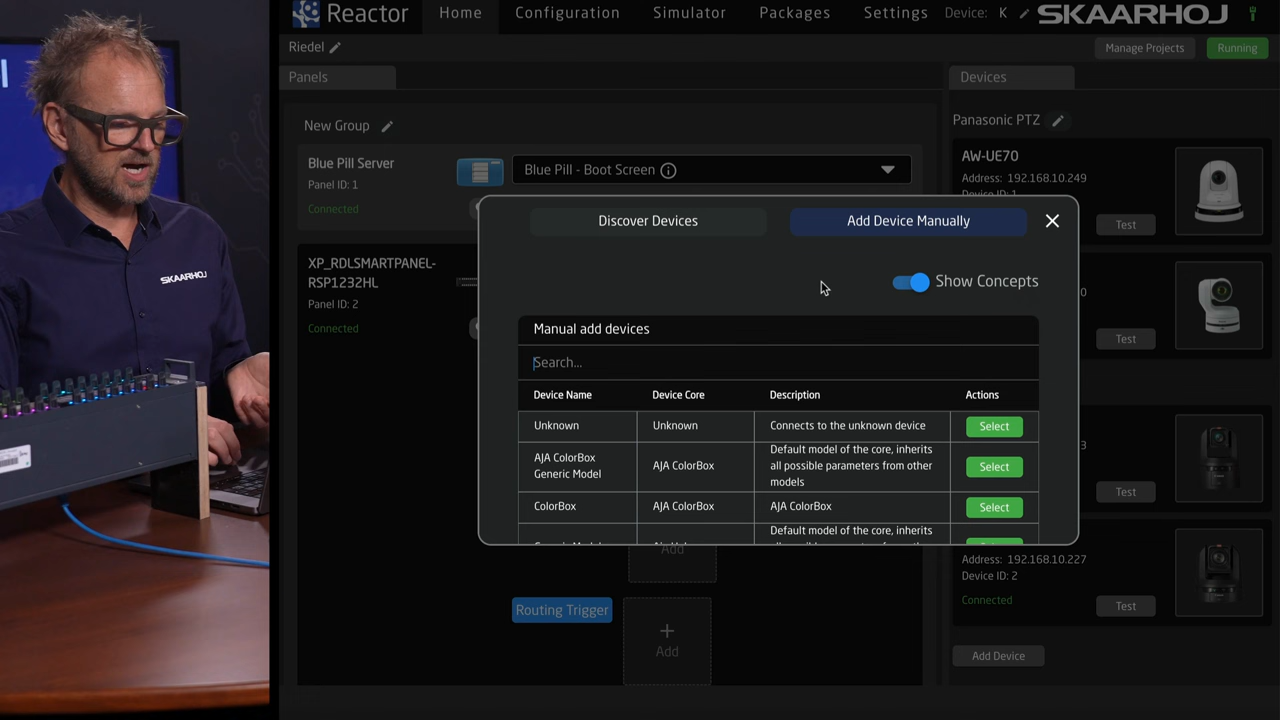 Reactor
Home
Configuration
Simulator
Packages
Settings
Device: K
SKAARHOJ
Riedel
Manage Projects
Running
Panels
Devices
New Group
Panasonic PTZ
Blue Pill Server
Panel ID: 1
Connected
Blue Pill - Boot Screen
AW-UE70
Address: 192.168.10.249
Device ID: 1
Test
Discover Devices
Add Device Manually
XP_RDLSMARTPANEL-
RSP1232HL
Panel ID: 2
Connected
Show Concepts
SKAARHOJ
Manual add devices
Search...
Test
Device Name
Device Core
Description
Actions
Unknown
Unknown
Connects to the unknown device
Select
AJA ColorBox
Generic Model
AJA ColorBox
Default model of the core, inherits
all possible parameters from other
models
Select
Test
ColorBox
AJA ColorBox
AJA ColorBox
Select
Default model of the core, inherits
Add
Address: 192.168.10.227
Device ID: 2
Connected
Test
Routing Trigger
Add
Add Device